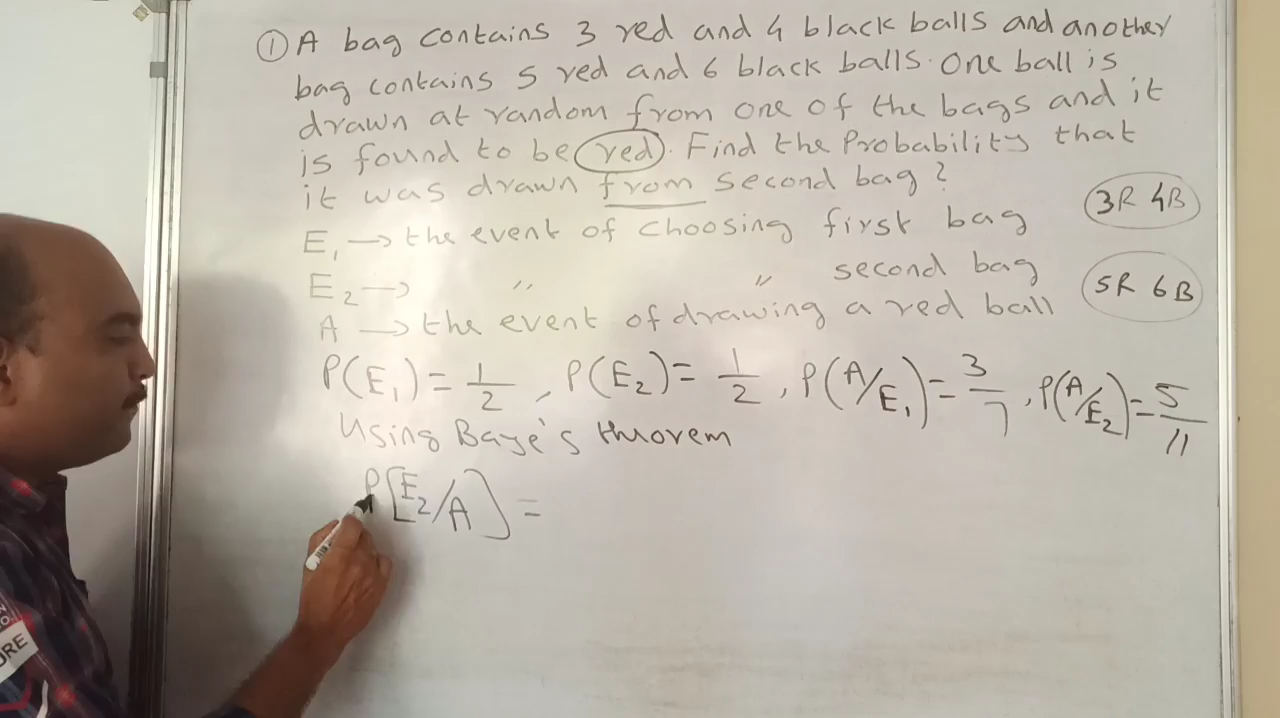 ① A bag contains 3 red and 4 black balls and another
bag contains 5 red and 6 black balls. One ball is
drawn at random from one of the bags and it
is found to be red. Find the Probability that
it was drawn from second bag?
3R 4B
E₁ → the event of choosing first bag
E₂ → " " second bag
5R 6B
A → the event of drawing a red ball
P(E₁) = 1/2, P(E₂) = 1/2, P(A/E₁) = 3/7, P(A/E₂) = 5/11
Using Baye's thorem
P[E₂/A] =